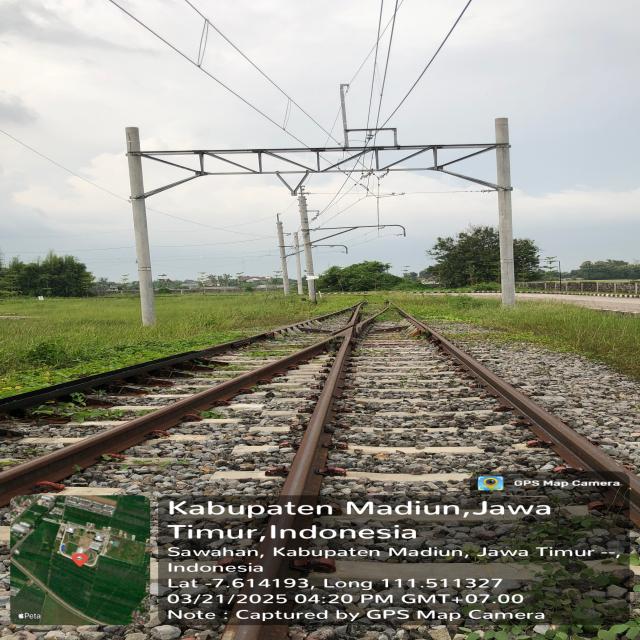 GPS Map Camera
Kabupaten Madiun,Jawa
Timur,Indonesia
Sawahan, Kabupaten Madiun, Jawa Timur --,
Indonesia
Lat -7.614193, Long 111.511327
03/21/2025 04:20 PM GMT+07.00
Note : Captured by GPS Map Camera
Peta